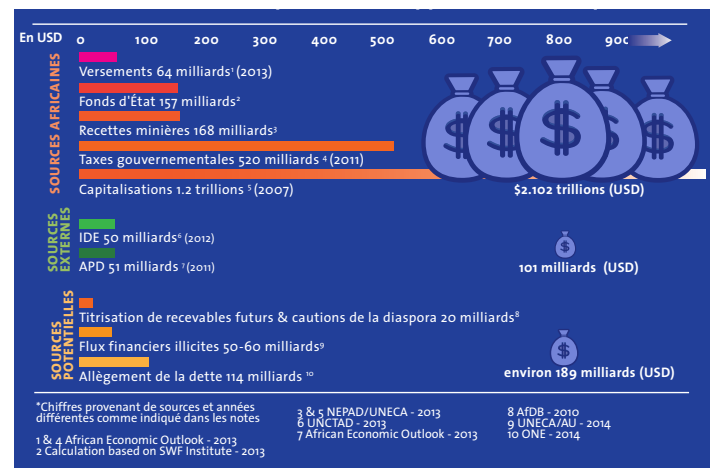 En USD 0 100 200 300 400 500 600 700 800 900
SOURCES AFRICAINES
Versements 64 milliards¹ (2013)
Fonds d'État 157 milliards²
Recettes minières 168 milliards³
Taxes gouvernementales 520 milliards ⁴ (2011)
Capitalisations 1.2 trillions ⁵ (2007)
$2.102 trillions (USD)
SOURCES EXTERNES
IDE 50 milliards⁶ (2012)
APD 51 milliards ⁷ (2011)
101 milliards (USD)
SOURCES POTENTIELLES
Titrisation de recevables futurs & cautions de la diaspora 20 milliards⁸
Flux financiers illicites 50-60 milliards⁹
Allègement de la dette 114 milliards ¹⁰
environ 189 milliards (USD)
*Chiffres provenant de sources et années
différentes comme indiqué dans les notes
1 & 4 African Economic Outlook - 2013
2 Calculation based on SWF Institute - 2013
3 & 5 NEPAD/UNECA - 2013
6 UNCTAD - 2013
7 African Economic Outlook - 2013
8 AfDB - 2010
9 UNECA/AU - 2014
10 ONE - 2014